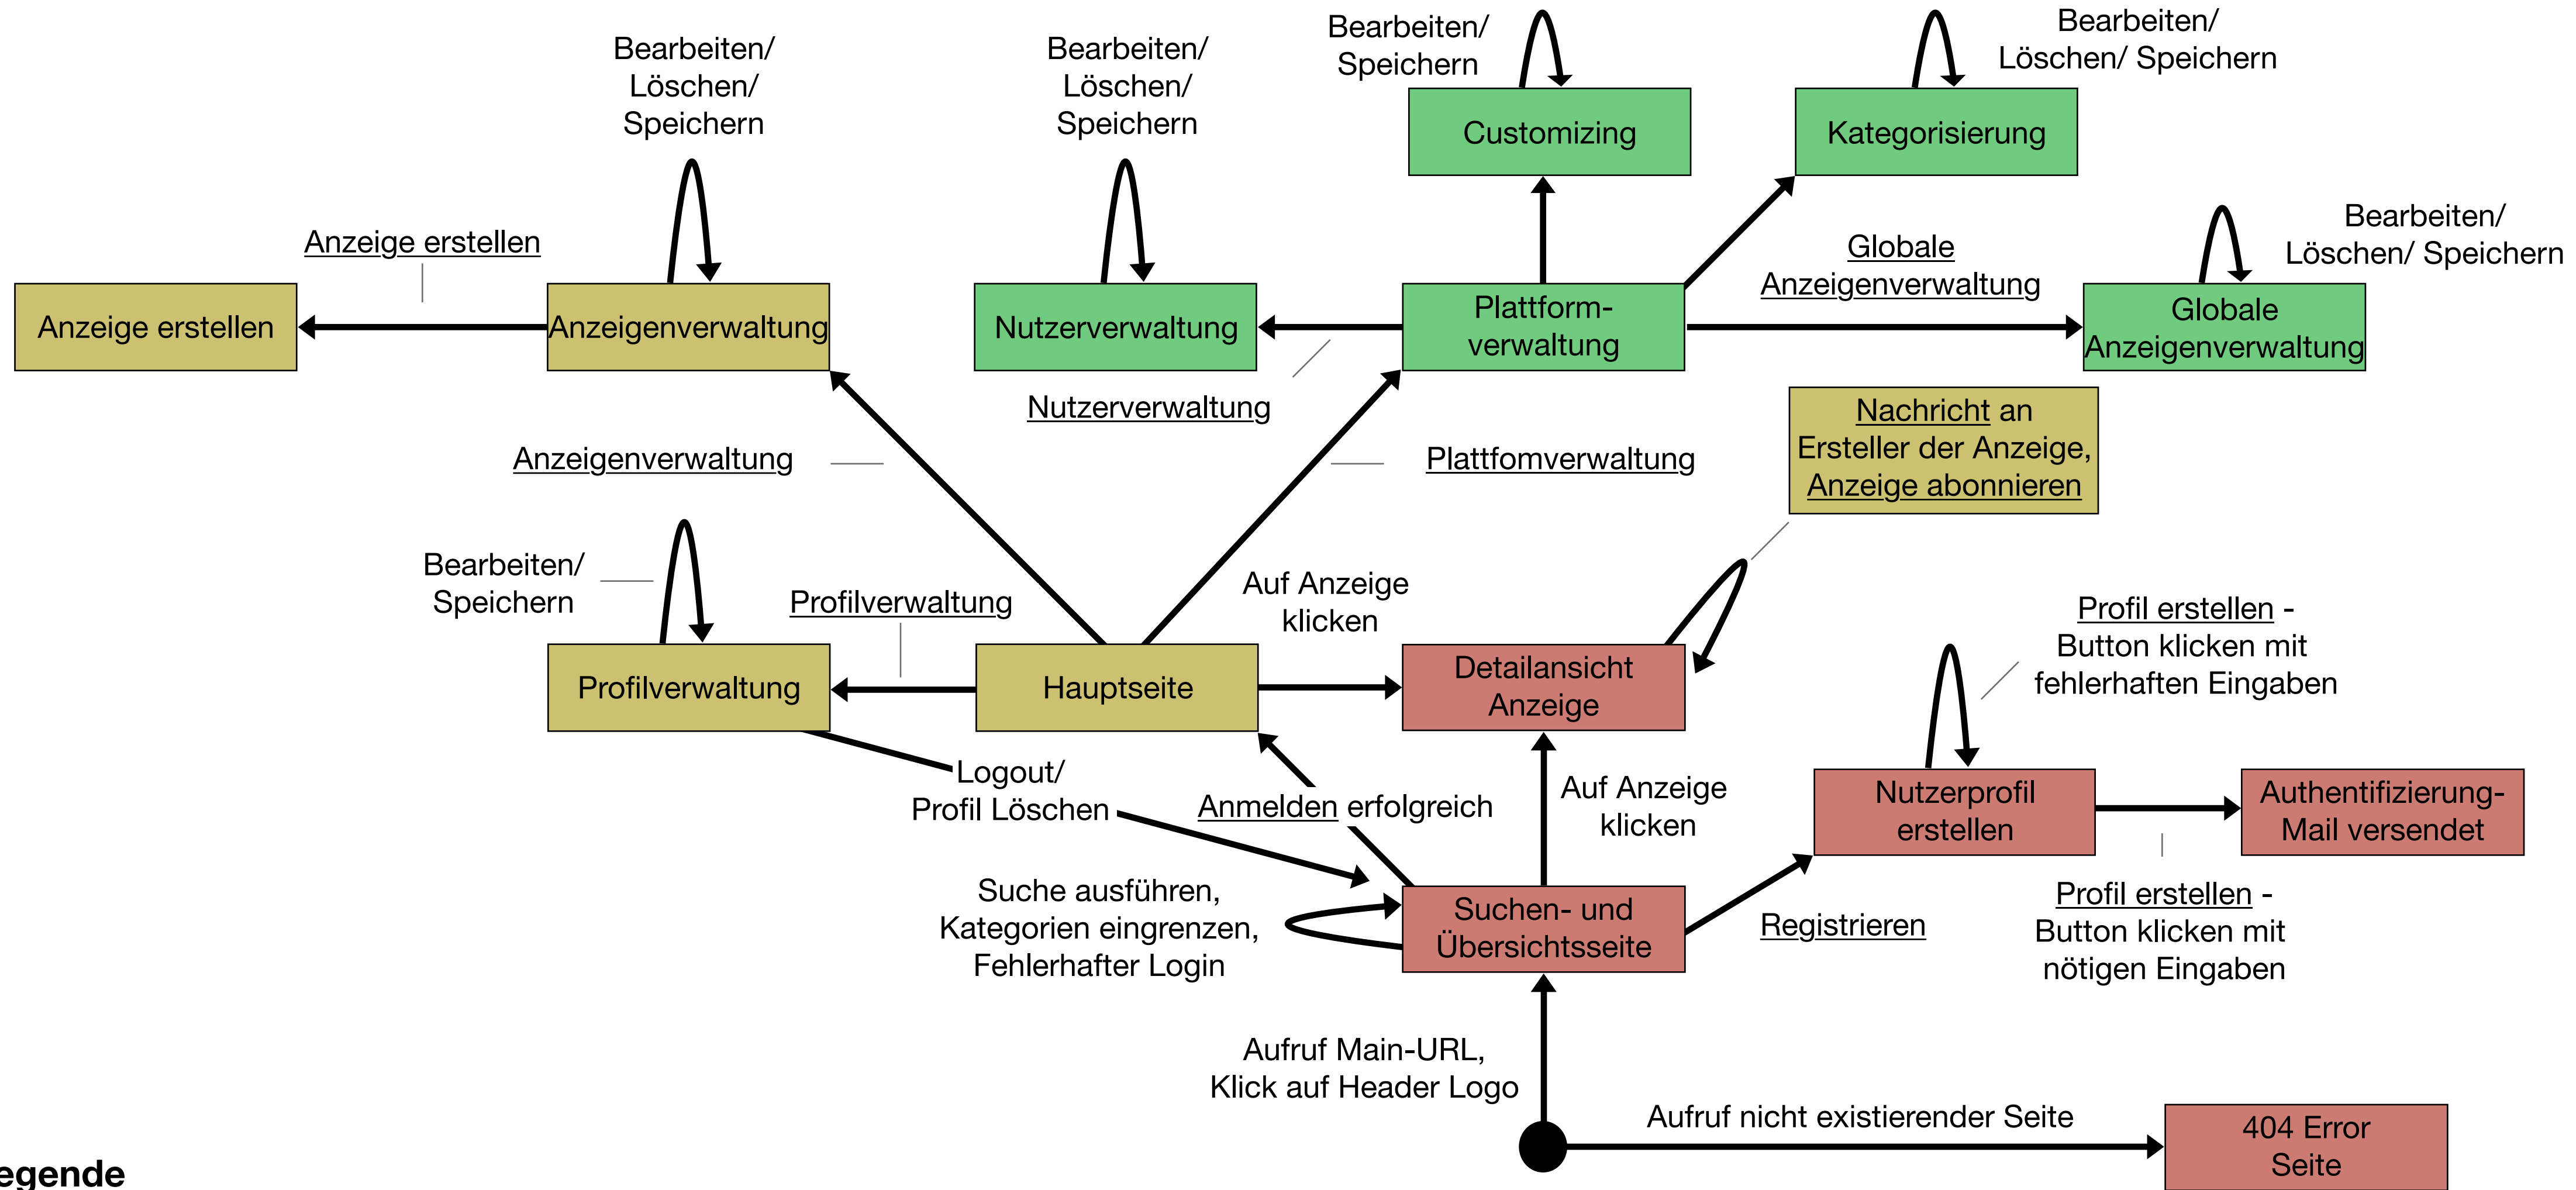 Bearbeiten/
Löschen/
Speichern
Bearbeiten/
Löschen/
Speichern
Bearbeiten/
Speichern
Bearbeiten/
Löschen/ Speichern
Customizing
Kategorisierung
Bearbeiten/
Löschen/ Speichern
Anzeige erstellen
Globale
Anzeigenverwaltung
Anzeige erstellen
Anzeigenverwaltung
Nutzerverwaltung
Plattform-
verwaltung
Globale
Anzeigenverwaltung
Nutzerverwaltung
Nachricht an
Ersteller der Anzeige,
Anzeige abonnieren
Anzeigenverwaltung
Plattfomverwaltung
Bearbeiten/
Speichern
Profilverwaltung
Auf Anzeige
klicken
Profil erstellen -
Button klicken mit
fehlerhaften Eingaben
Profilverwaltung
Hauptseite
Detailansicht
Anzeige
Logout/
Profil Löschen
Anmelden erfolgreich
Auf Anzeige
klicken
Nutzerprofil
erstellen
Authentifizierung-
Mail versendet
Suche ausführen,
Kategorien eingrenzen,
Fehlerhafter Login
Suchen- und
Übersichtsseite
Registrieren
Profil erstellen -
Button klicken mit
nötigen Eingaben
Aufruf Main-URL,
Klick auf Header Logo
Aufruf nicht existierender Seite
404 Error
Seite
egende